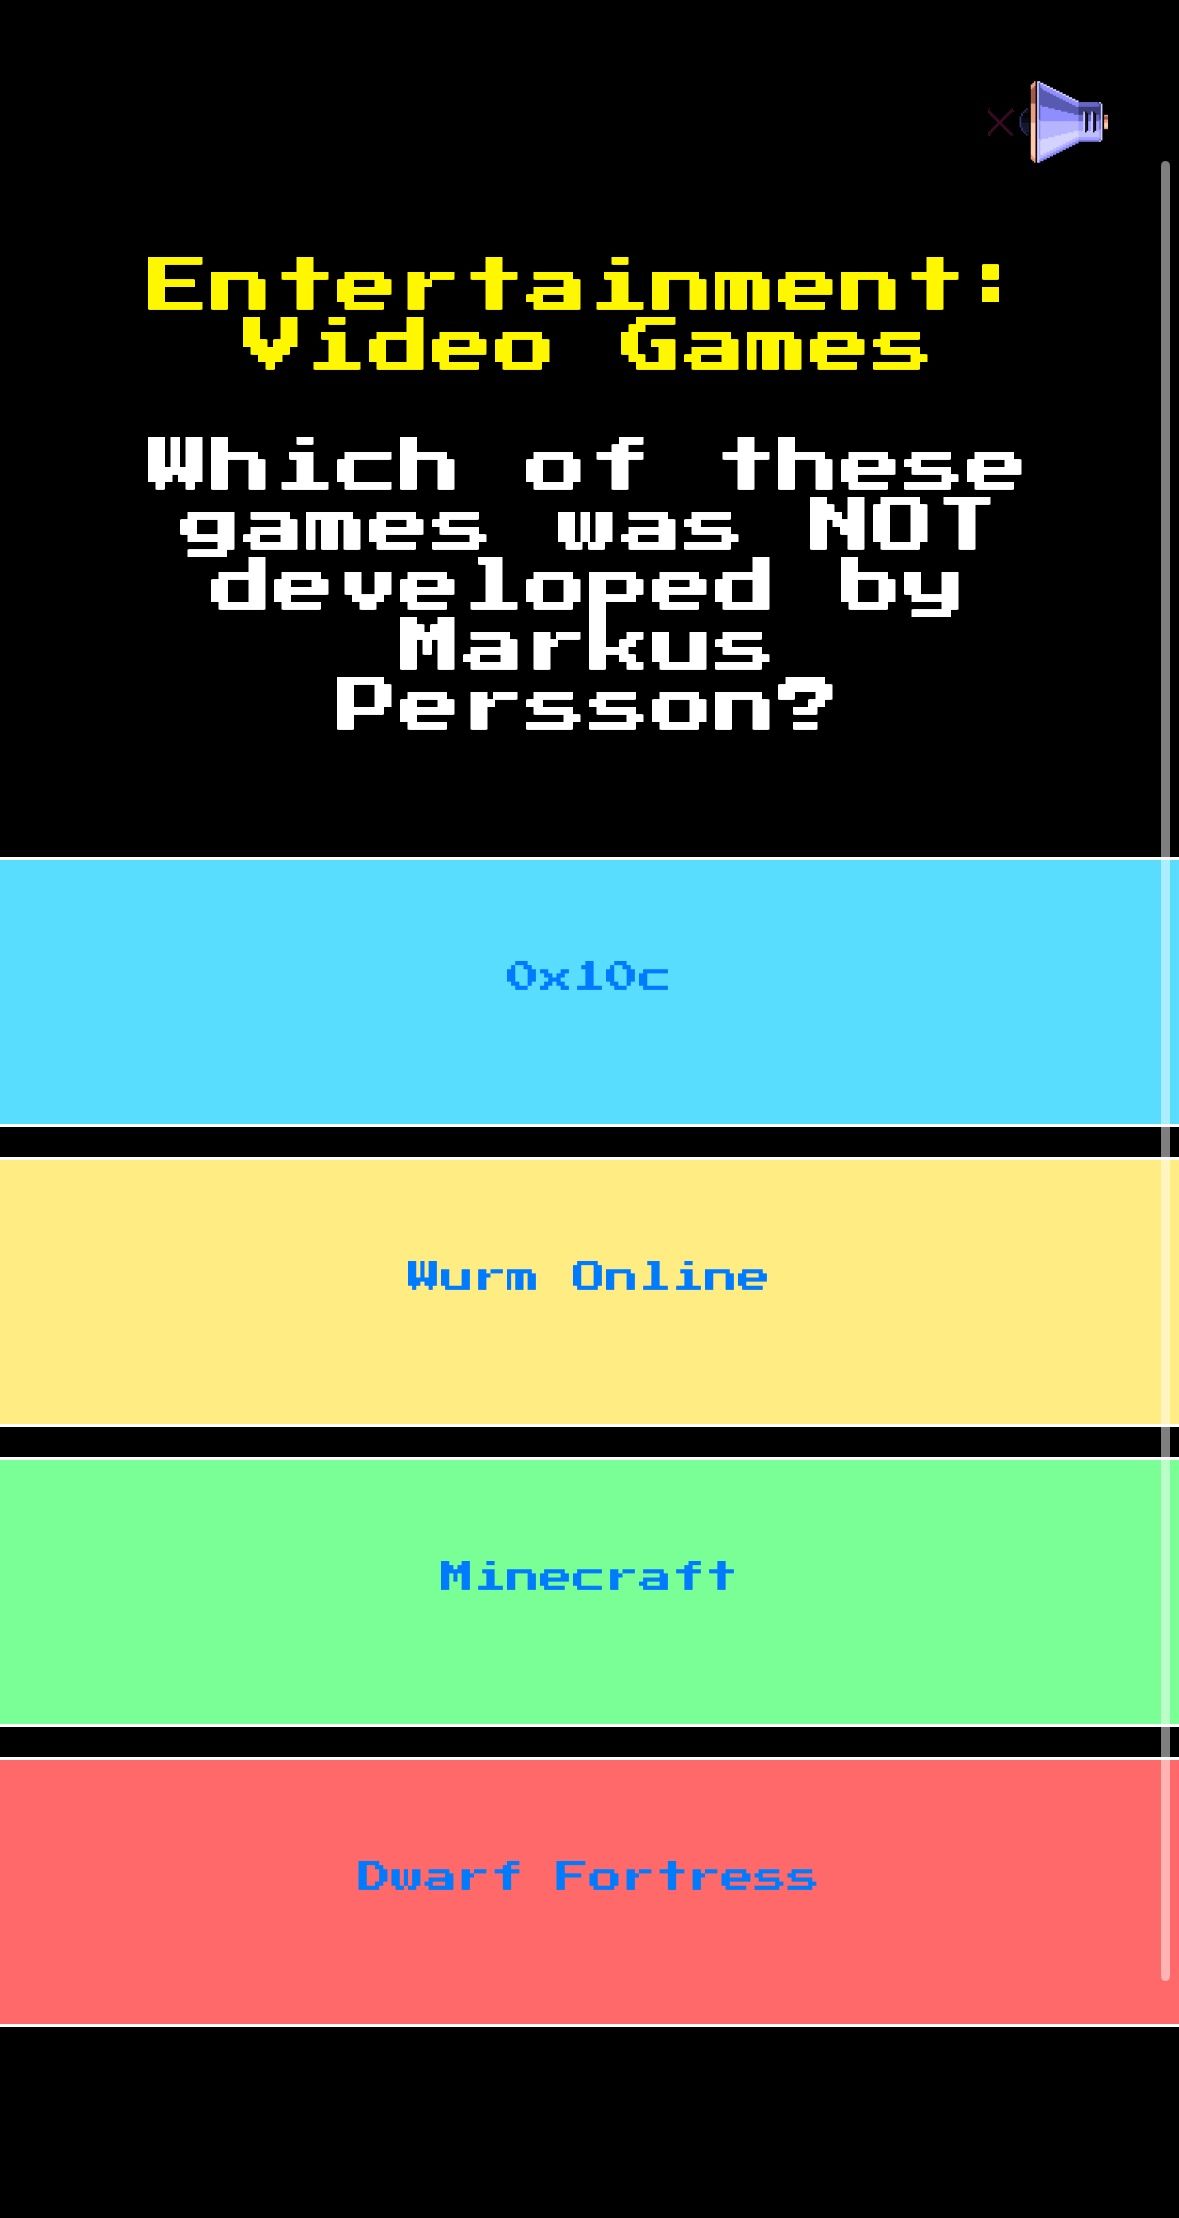 Entertainment:
Video Games
Which of these
games was NOT
developed by
Markus
Persson?
0x10c
Wurm Online
Minecraft
Dwarf Fortress